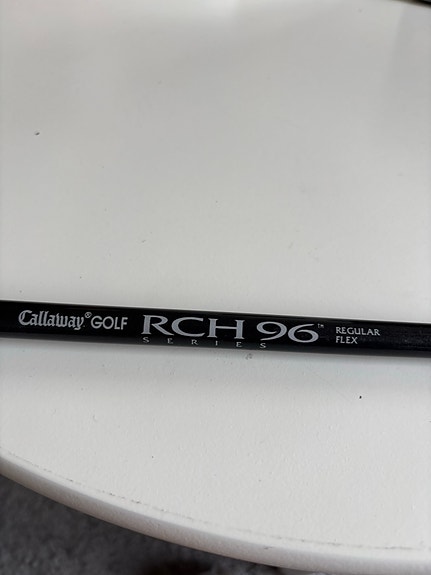 Callaway® GOLF RCH 96™ REGULAR
SERIES FLEX